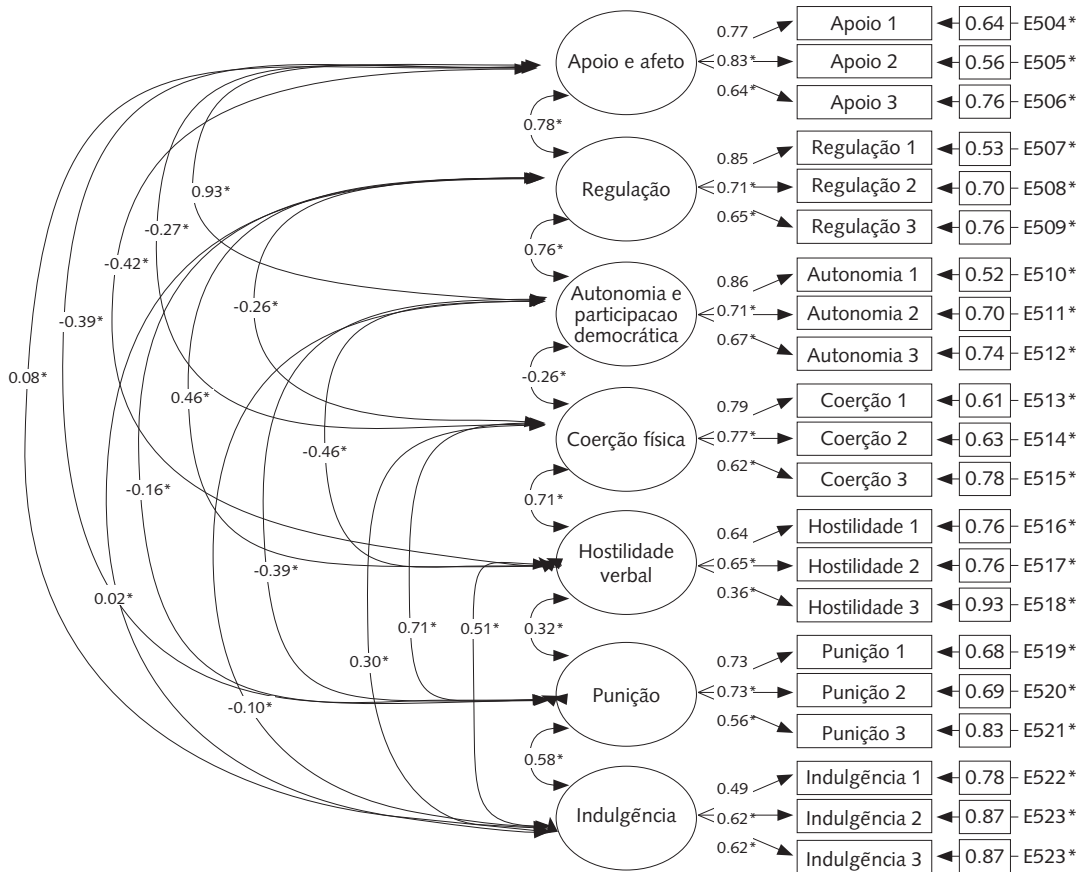 0.77
Apoio 1
0.64
E504*
Apoio e afeto
0.83*
Apoio 2
0.56
E505*
0.64*
Apoio 3
0.76
E506*
0.78*
0.85
Regulação 1
0.53
E507*
Regulação
0.71*
Regulação 2
0.70
E508*
0.65*
Regulação 3
0.76
E509*
0.93*
-0.27*
0.76*
-0.42*
0.86
Autonomia 1
0.52
E510*
Autonomia e
participacao
democrática
0.71*
Autonomia 2
0.70
E511*
0.67*
Autonomia 3
0.74
E512*
-0.26*
-0.39*
0.08*
-0.26*
0.46*
0.79
Coerção 1
0.61
E513*
Coerção física
0.77*
Coerção 2
0.63
E514*
0.62*
Coerção 3
0.78
E515*
-0.46*
-0.16*
0.71*
0.64
Hostilidade 1
0.76
E516*
Hostilidade
verbal
0.65*
Hostilidade 2
0.76
E517*
0.36*
Hostilidade 3
0.93
E518*
-0.39*
0.02*
0.71*
0.51*
0.32*
0.30*
0.73
Punição 1
0.68
E519*
Punição
0.73*
Punição 2
0.69
E520*
0.56*
Punição 3
0.83
E521*
-0.10*
0.58*
0.49
Indulgência 1
0.78
E522*
Indulgência
0.62*
Indulgência 2
0.87
E523*
0.62*
Indulgência 3
0.87
E523*